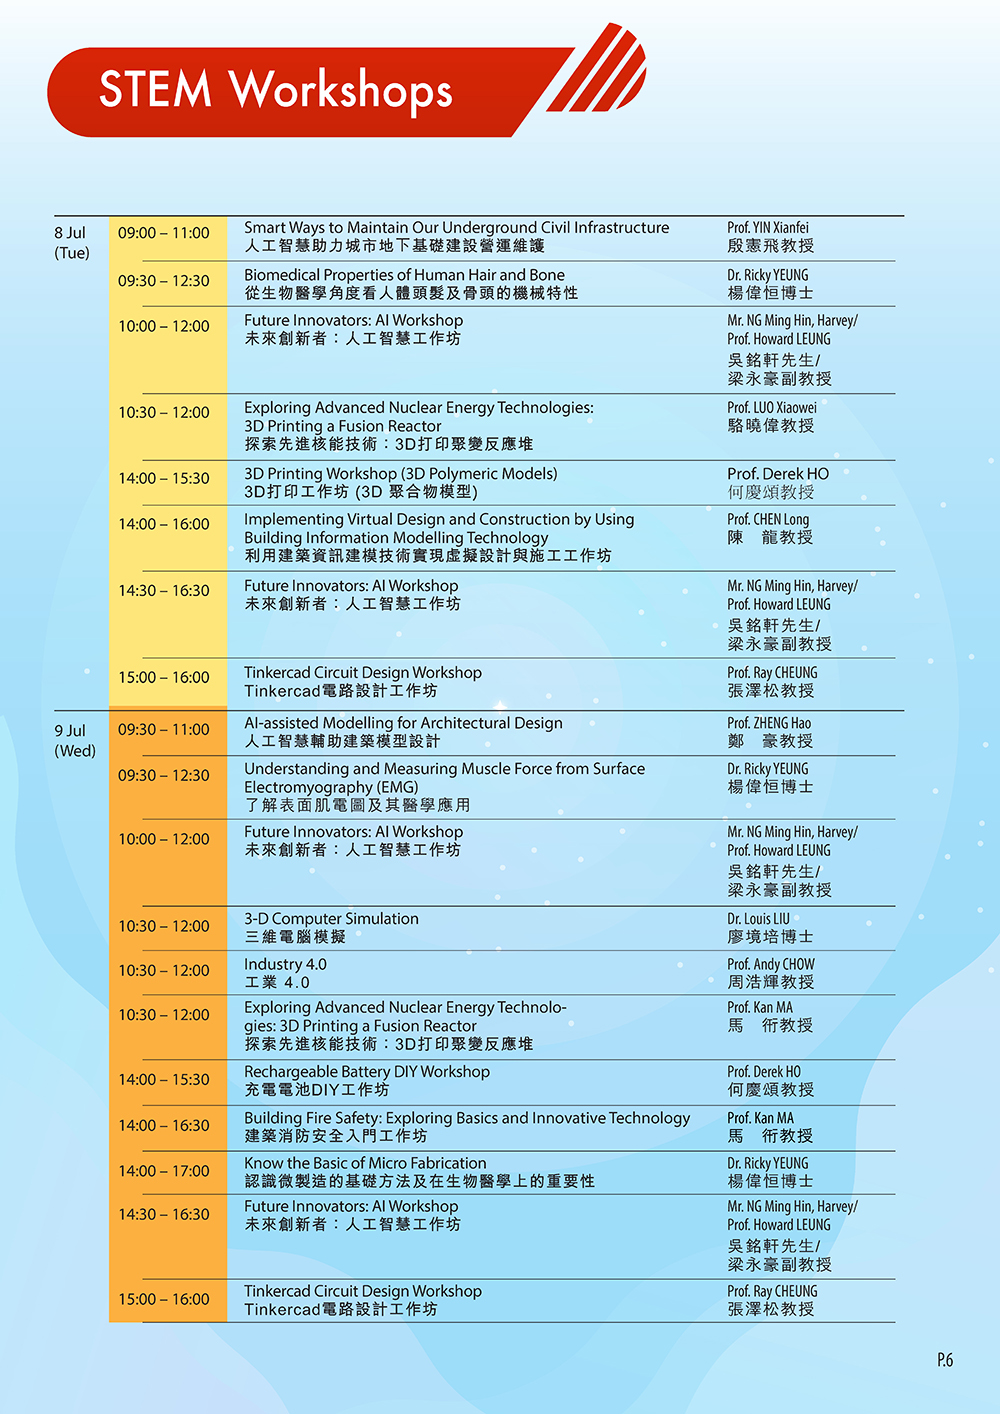 STEM Workshops
8 Jul
(Tue)
09:00 – 11:00
Smart Ways to Maintain Our Underground Civil Infrastructure
人工智慧助力城市地下基礎建設營運維護
Prof. YIN Xianfei
殷憲飛教授
09:30 – 12:30
Biomedical Properties of Human Hair and Bone
從生物醫學角度看人體頭髮及骨頭的機械特性
Dr. Ricky YEUNG
楊偉恒博士
10:00 – 12:00
Future Innovators: AI Workshop
未來創新者：人工智慧工作坊
Mr. NG Ming Hin, Harvey/
Prof. Howard LEUNG
吳銘軒先生/
梁永豪副教授
10:30 – 12:00
Exploring Advanced Nuclear Energy Technologies:
3D Printing a Fusion Reactor
探索先進核能技術：3D打印聚變反應堆
Prof. LUO Xiaowei
駱曉偉教授
14:00 – 15:30
3D Printing Workshop (3D Polymeric Models)
3D打印工作坊 (3D 聚合物模型)
Prof. Derek HO
何慶頌教授
14:00 – 16:00
Implementing Virtual Design and Construction by Using
Building Information Modelling Technology
利用建築資訊建模技術實現虛擬設計與施工工作坊
Prof. CHEN Long
陳　龍教授
14:30 – 16:30
Future Innovators: AI Workshop
未來創新者：人工智慧工作坊
Mr. NG Ming Hin, Harvey/
Prof. Howard LEUNG
吳銘軒先生/
梁永豪副教授
15:00 – 16:00
Tinkercad Circuit Design Workshop
Tinkercad電路設計工作坊
Prof. Ray CHEUNG
張澤松教授
9 Jul
(Wed)
09:30 – 11:00
AI-assisted Modelling for Architectural Design
人工智慧輔助建築模型設計
Prof. ZHENG Hao
鄭　豪教授
09:30 – 12:30
Understanding and Measuring Muscle Force from Surface
Electromyography (EMG)
了解表面肌電圖及其醫學應用
Dr. Ricky YEUNG
楊偉恒博士
10:00 – 12:00
Future Innovators: AI Workshop
未來創新者：人工智慧工作坊
Mr. NG Ming Hin, Harvey/
Prof. Howard LEUNG
吳銘軒先生/
梁永豪副教授
10:30 – 12:00
3-D Computer Simulation
三維電腦模擬
Dr. Louis LIU
廖境培博士
10:30 – 12:00
Industry 4.0
工業 4.0
Prof. Andy CHOW
周浩輝教授
10:30 – 12:00
Exploring Advanced Nuclear Energy Technolo-
gies: 3D Printing a Fusion Reactor
探索先進核能技術：3D打印聚變反應堆
Prof. Kan MA
馬　衎教授
14:00 – 15:30
Rechargeable Battery DIY Workshop
充電電池DIY工作坊
Prof. Derek HO
何慶頌教授
14:00 – 16:30
Building Fire Safety: Exploring Basics and Innovative Technology
建築消防安全入門工作坊
Prof. Kan MA
馬　衎教授
14:00 – 17:00
Know the Basic of Micro Fabrication
認識微製造的基礎方法及在生物醫學上的重要性
Dr. Ricky YEUNG
楊偉恒博士
14:30 – 16:30
Future Innovators: AI Workshop
未來創新者：人工智慧工作坊
Mr. NG Ming Hin, Harvey/
Prof. Howard LEUNG
吳銘軒先生/
梁永豪副教授
15:00 – 16:00
Tinkercad Circuit Design Workshop
Tinkercad電路設計工作坊
Prof. Ray CHEUNG
張澤松教授
P.6